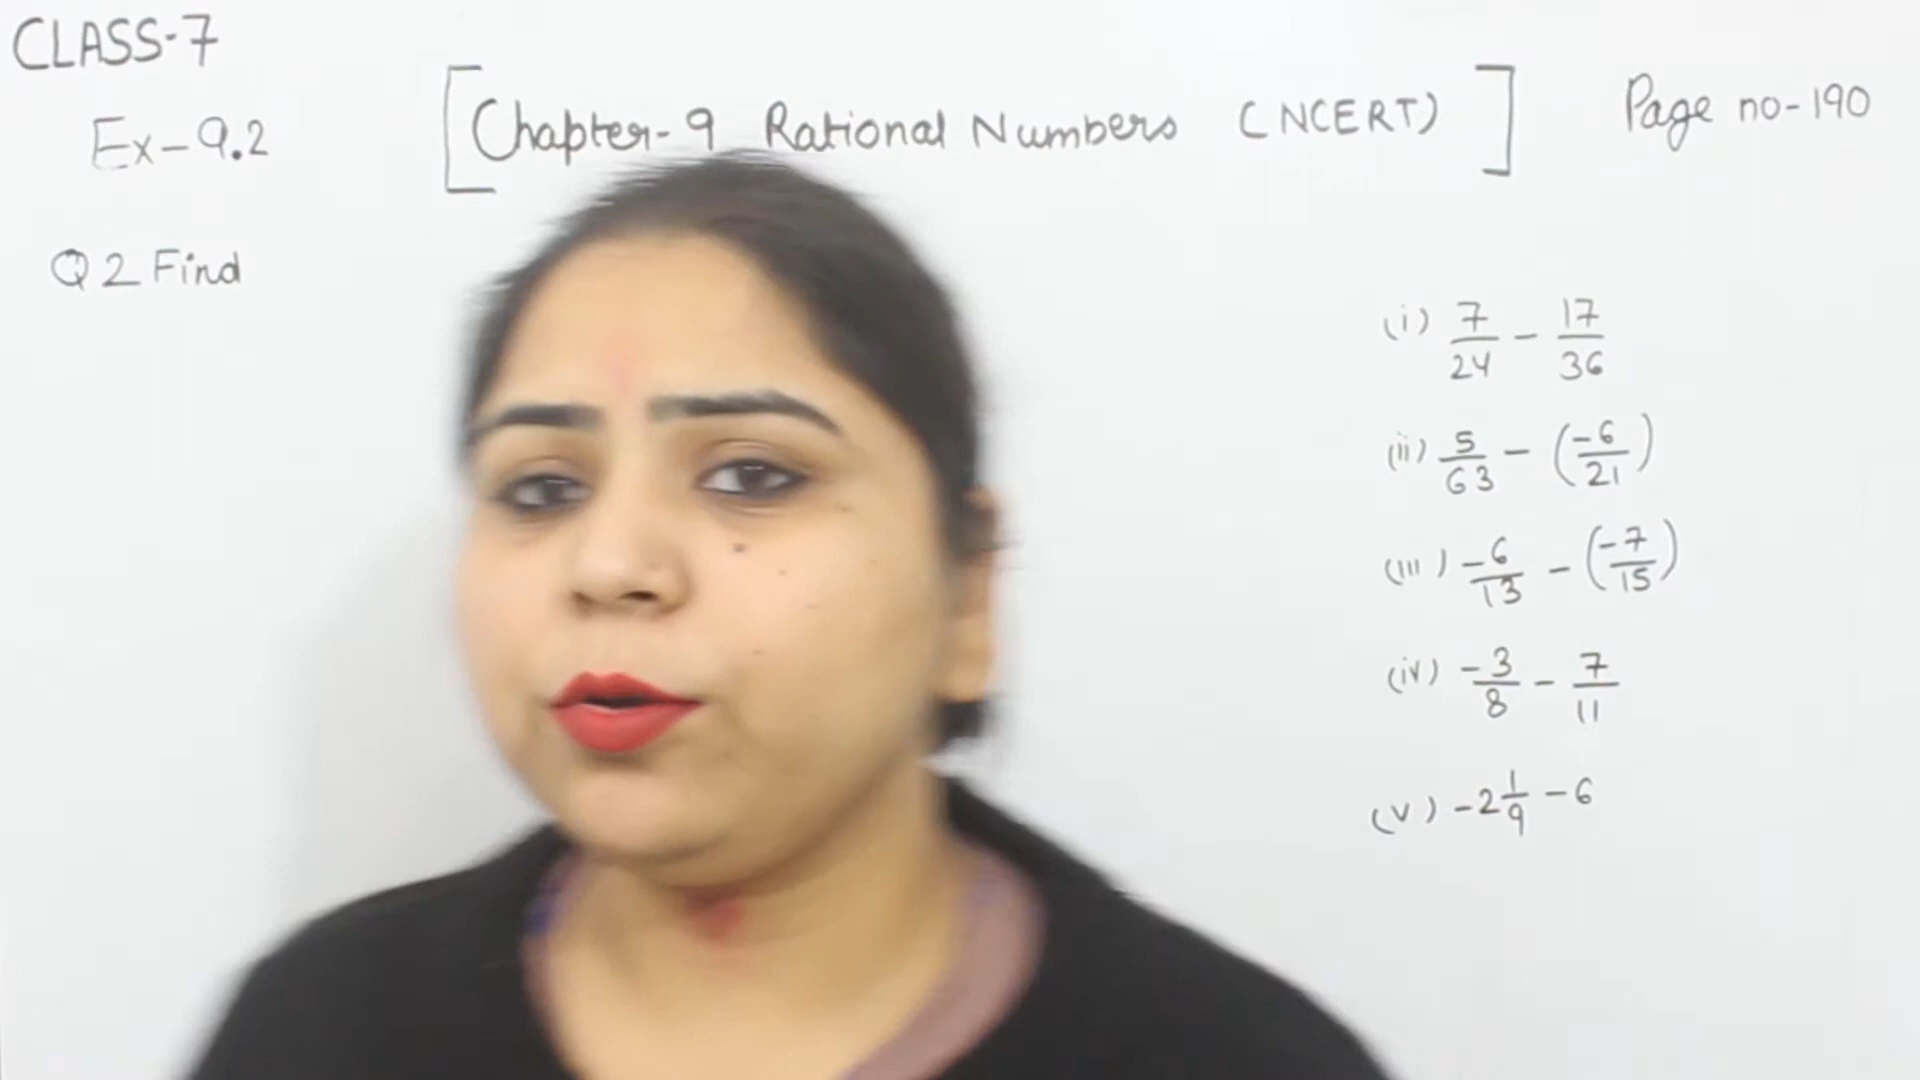 CLASS-7
Ex-9.2
[Chapter-9 Rational Numbers (NCERT)]
Page no-190
Q2 Find
(i) 7/24 - 17/36
(ii) 5/63 - (-6/21)
(iii) -6/13 - (-7/15)
(iv) -3/8 - 7/11
(v) -2 1/9 - 6